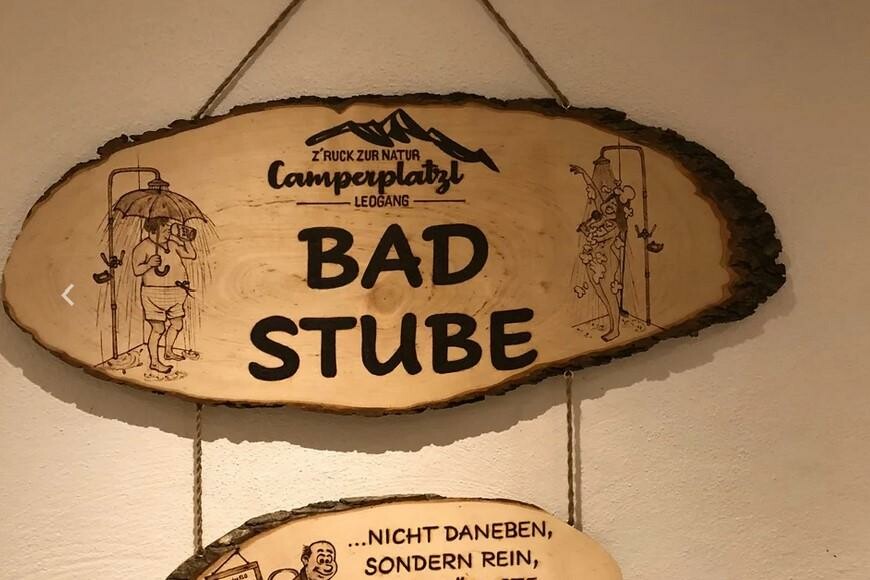 Z'RUCK ZUR NATUR
Camperplatzl
LEOGANG
BAD
STUBE
...NICHT DANEBEN,
SONDERN REIN,